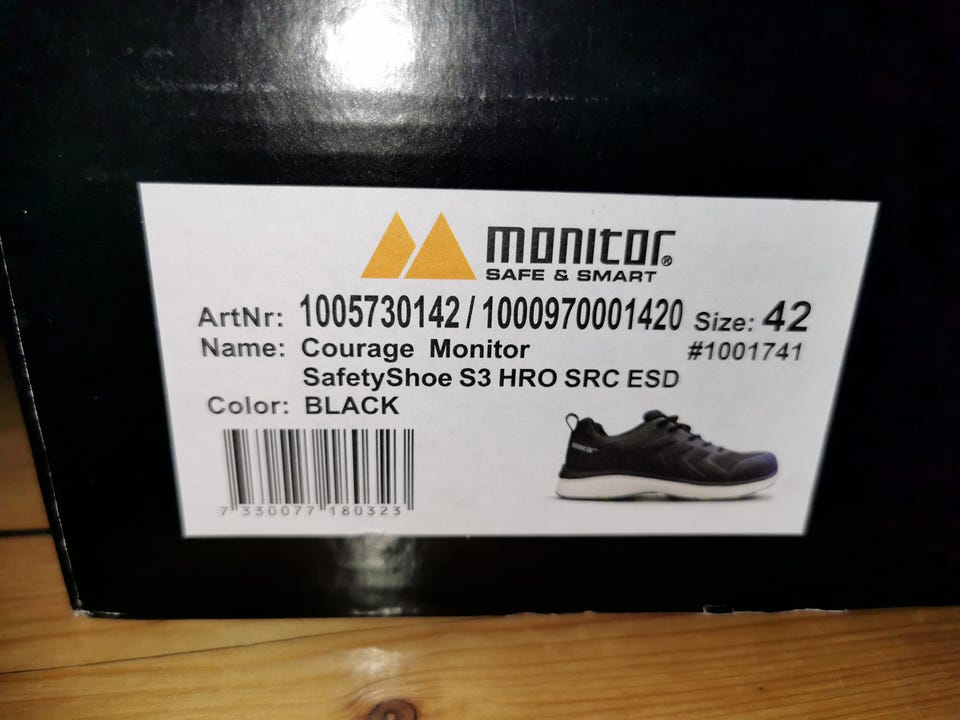 monitor®
SAFE & SMART
ArtNr: 1005730142 / 1000970001420 Size: 42
Name: Courage Monitor #1001741
SafetyShoe S3 HRO SRC ESD
Color: BLACK
monitor
7 330077 180323